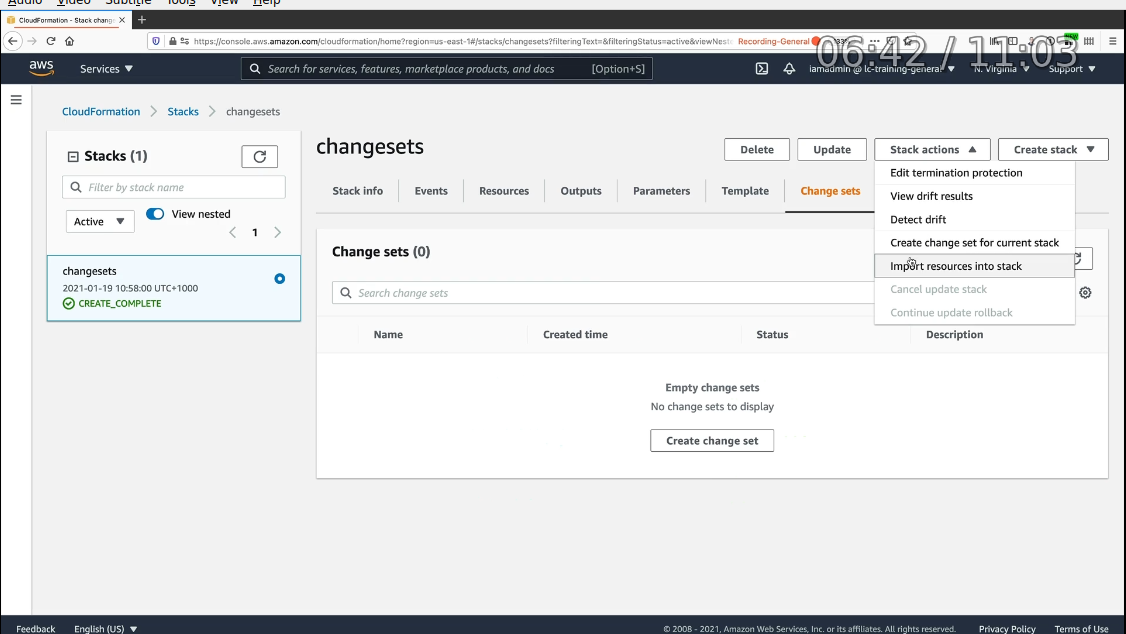 Audio Video Subtitle Tools View Help
CloudFormation - Stack chang
https://console.aws.amazon.com/cloudformation/home?region=us-east-1#/stacks/changesets?filteringText=&filteringStatus=active&viewNest Recording-General
06:42 / 11:03
aws Services Search for services, features, marketplace products, and docs [Option+S] iamadmin @ lc-training-general N. Virginia Support
CloudFormation Stacks changesets
Stacks (1)
Filter by stack name
Active View nested
1
changesets
2021-01-19 10:58:00 UTC+1000
CREATE_COMPLETE
changesets
Delete Update Stack actions Create stack
Stack info Events Resources Outputs Parameters Template Change sets
Edit termination protection
View drift results
Detect drift
Create change set for current stack
Import resources into stack
Cancel update stack
Continue update rollback
Change sets (0)
Search change sets
Name Created time Status Description
Empty change sets
No change sets to display
Create change set
Feedback English (US) © 2008 - 2021, Amazon Web Services, Inc. or its affiliates. All rights reserved. Privacy Policy Terms of Use